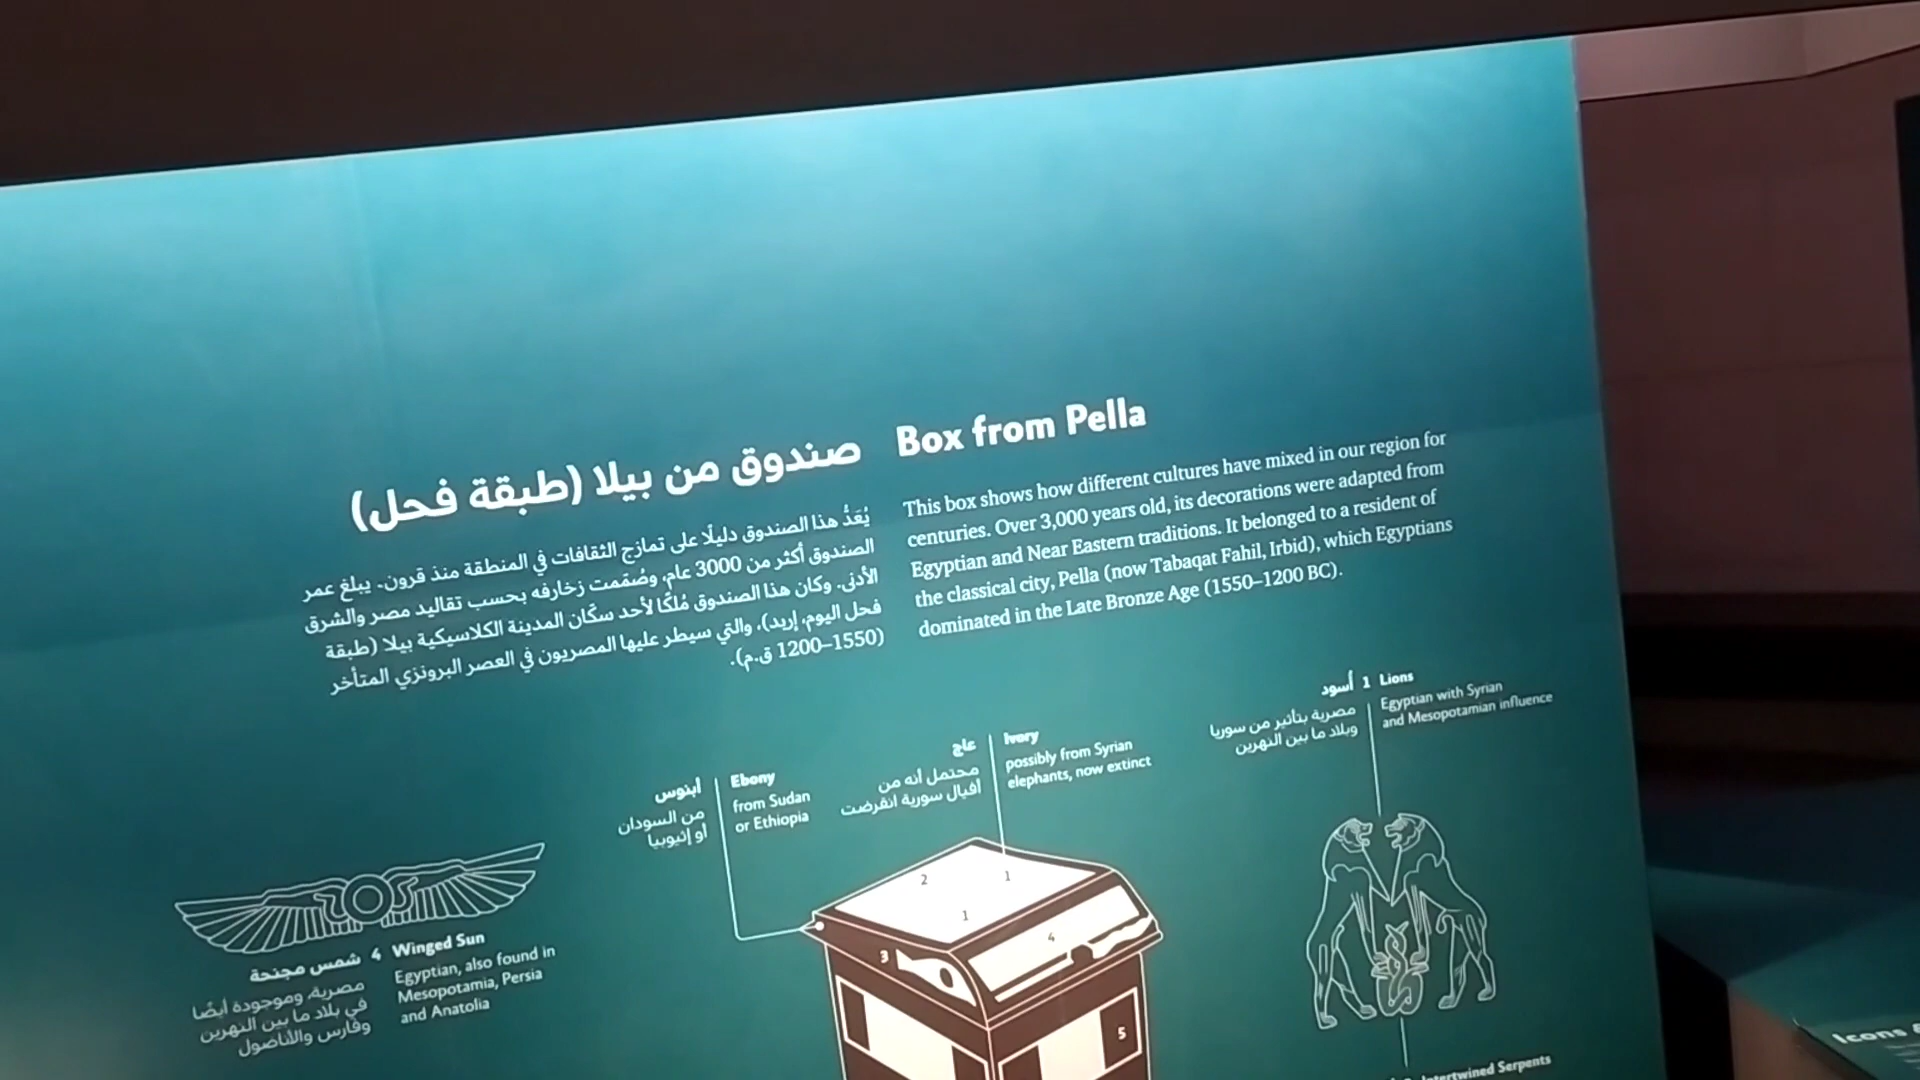 صندوق من بيلا (طبقة فحل)
يُعَدُّ هذا الصندوق دليلًا على تمازج الثقافات في المنطقة منذ قرون. يبلغ عمر
الصندوق أكثر من 3000 عام، وصُمّمت زخارفه بحسب تقاليد مصر والشرق
الأدنى. وكان هذا الصندوق مُلكًا لأحد سكّان المدينة الكلاسيكية بيلا (طبقة
فحل اليوم، إربد)، والتي سيطر عليها المصريون في العصر البرونزي المتأخر
(1550–1200 ق.م).
Box from Pella
This box shows how different cultures have mixed in our region for
centuries. Over 3,000 years old, its decorations were adapted from
Egyptian and Near Eastern traditions. It belonged to a resident of
the classical city, Pella (now Tabaqat Fahil, Irbid), which Egyptians
dominated in the Late Bronze Age (1550–1200 BC).
أسود 1 Lions
مصرية بتأثير من سوريا
وبلاد ما بين النهرين
Egyptian with Syrian
and Mesopotamian influence
عاج
محتمل أنه من
أفيال سورية انقرضت
Ivory
possibly from Syrian
elephants, now extinct
أبنوس
من السودان
أو إثيوبيا
Ebony
from Sudan
or Ethiopia
2
1
1
4
3
5
شمس مجنحة 4 Winged Sun
مصرية، وموجودة أيضًا
في بلاد ما بين النهرين
وفارس والأناضول
Egyptian, also found in
Mesopotamia, Persia
and Anatolia
Intertwined Serpents
Icons